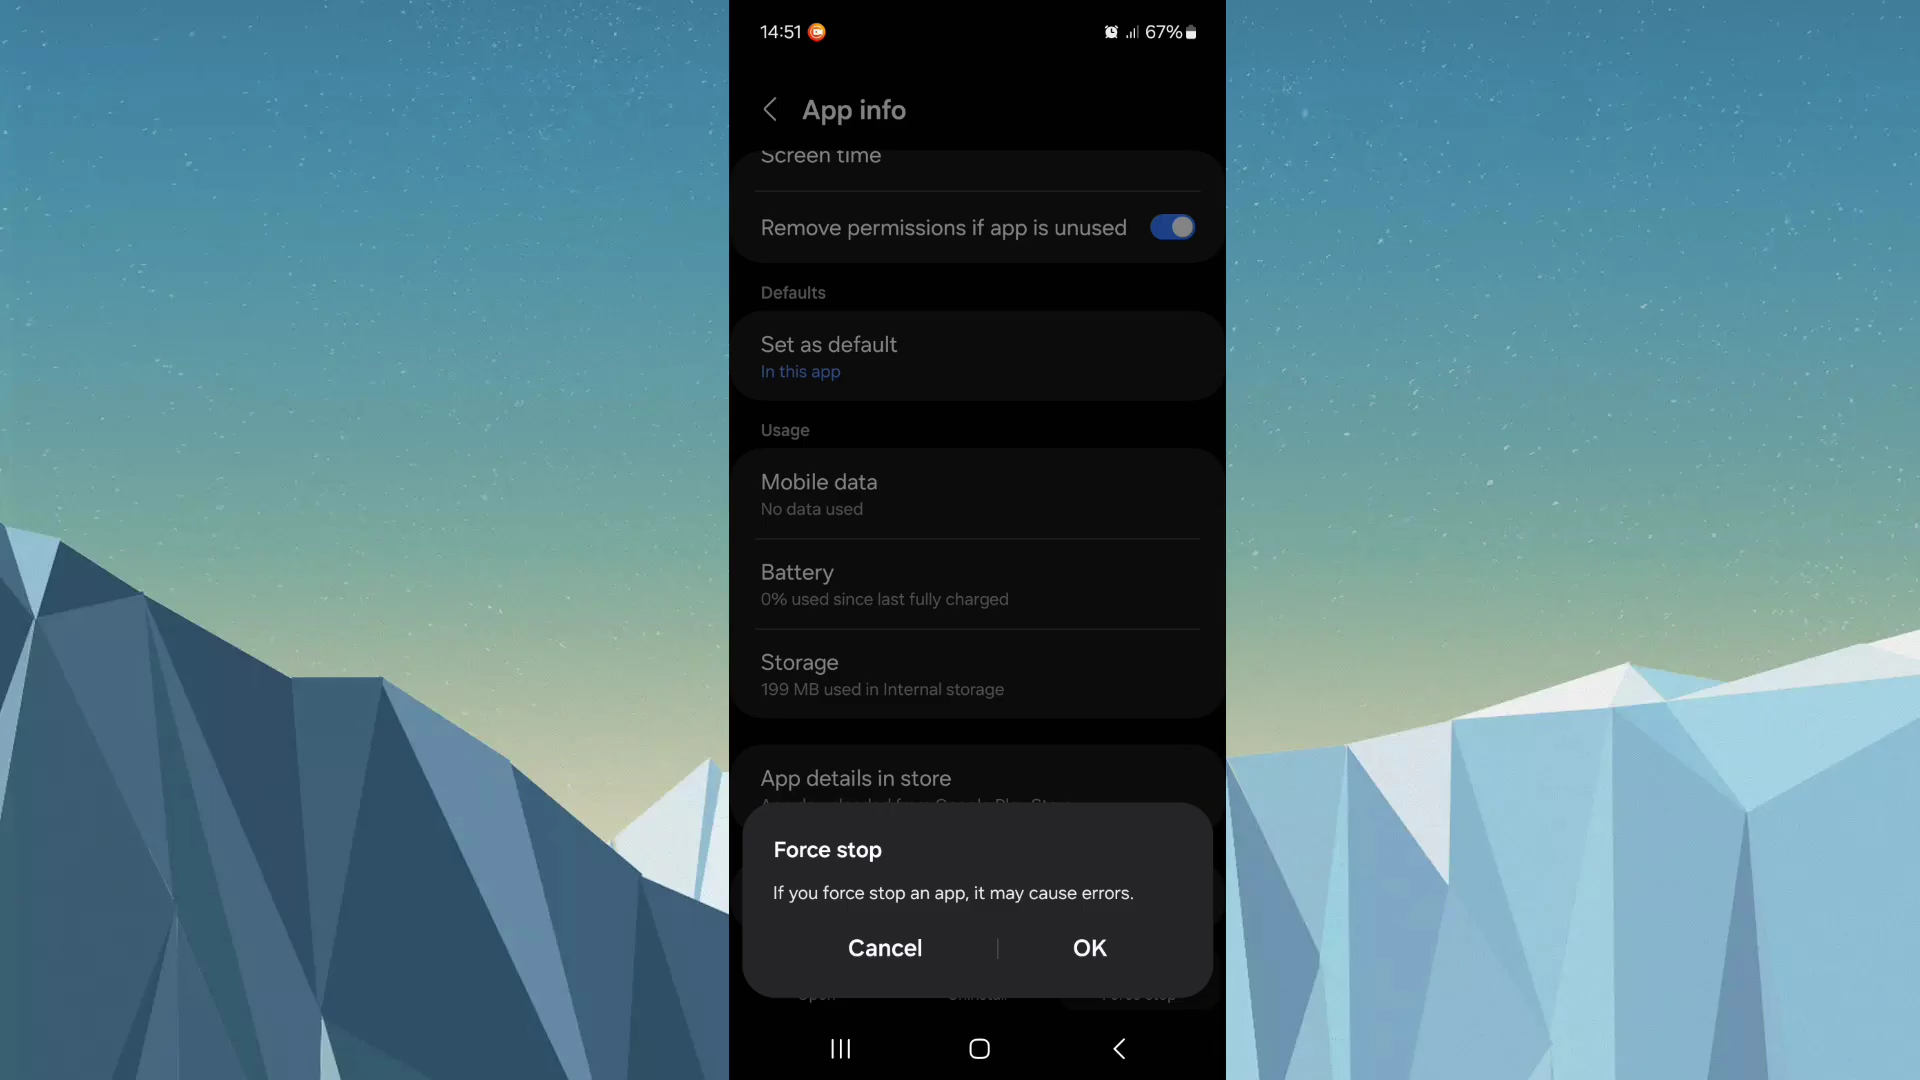 14:51
67%
App info
Screen time
Remove permissions if app is unused
Defaults
Set as default
In this app
Usage
Mobile data
No data used
Battery
0% used since last fully charged
Storage
199 MB used in Internal storage
App details in store
Force stop
If you force stop an app, it may cause errors.
Cancel
OK